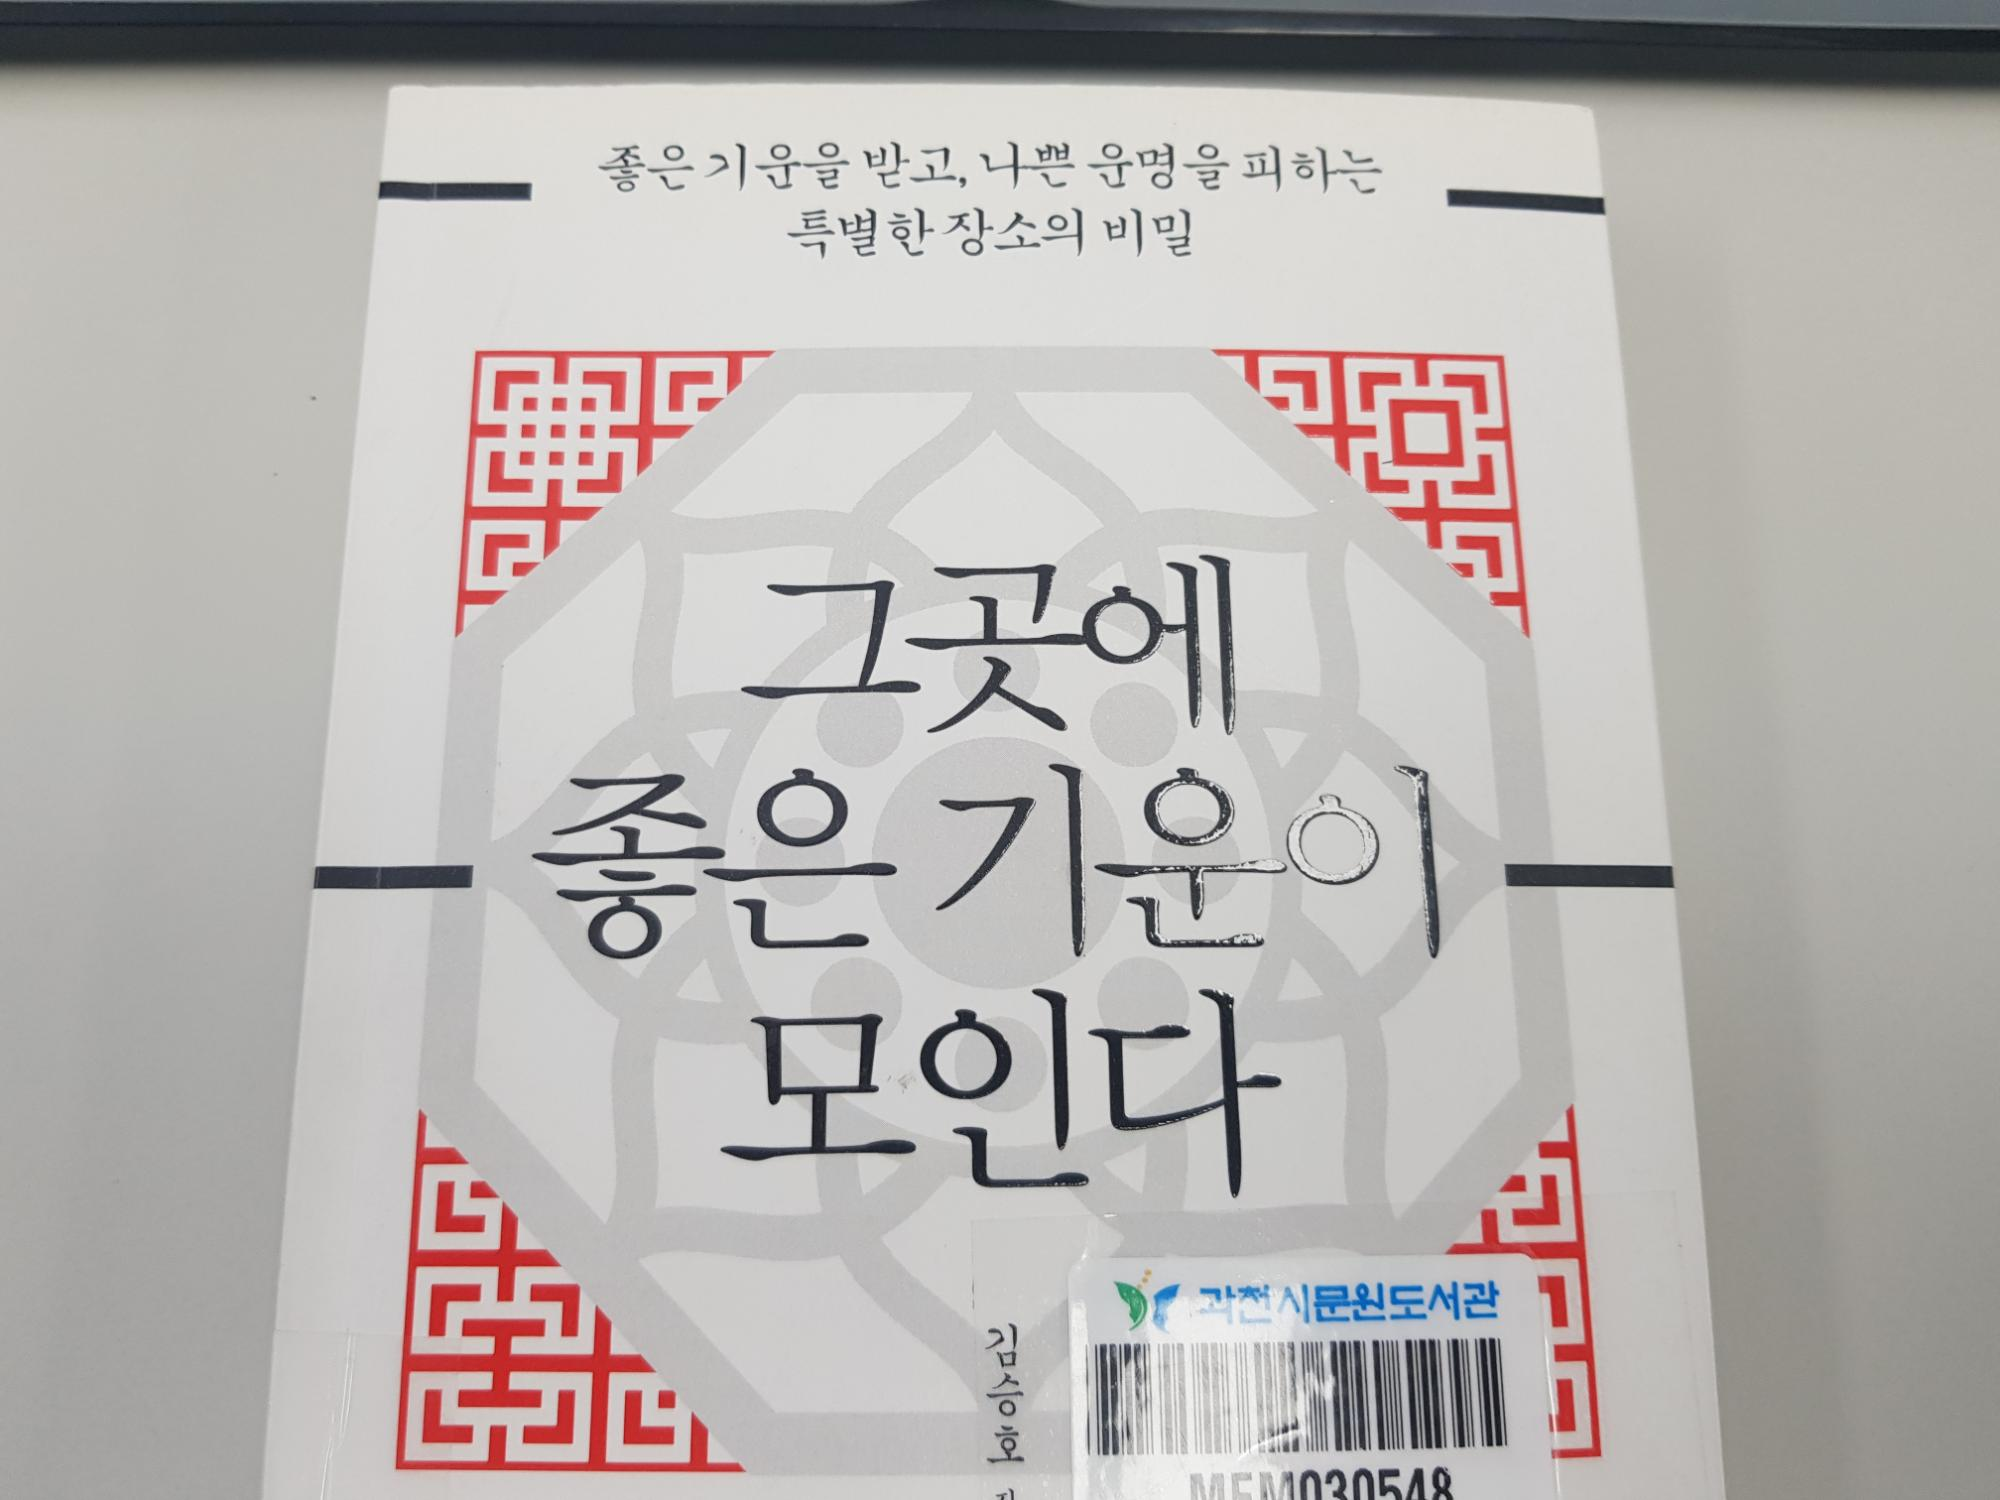 좋은 기운을 받고, 나쁜 운명을 피하는
특별한 장소의 비밀
그곳에
좋은 기운이
모인다
김승호
과천시문원도서관
MEM030548